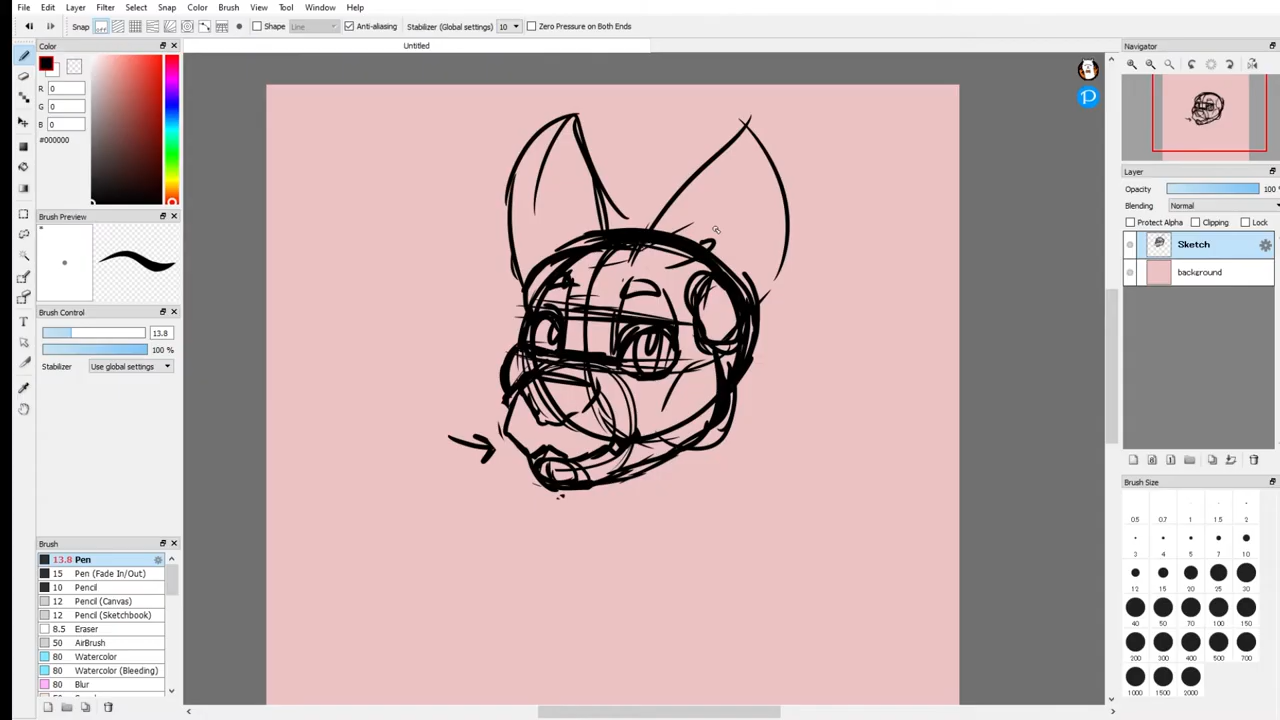 File Edit Layer Filter Select Snap Color Brush View Tool Window Help
Snap off Shape Line Anti-aliasing Stabilizer (Global settings) 10 Zero Pressure on Both Ends
Color
R 0
G 0
B 0
#000000
Brush Preview
Brush Control
13.8
100 %
Stabilizer Use global settings
Brush
13.8 Pen
15 Pen (Fade In/Out)
10 Pencil
12 Pencil (Canvas)
12 Pencil (Sketchbook)
8.5 Eraser
50 AirBrush
80 Watercolor
80 Watercolor (Bleeding)
80 Blur
Untitled
Navigator
Layer
Opacity 100 %
Blending Normal
Protect Alpha Clipping Lock
Sketch
background
Brush Size
0.5 0.7 1 1.5 2
3 4 5 7 10
12 15 20 25 30
40 50 70 100 150
200 300 400 500 700
1000 1500 2000